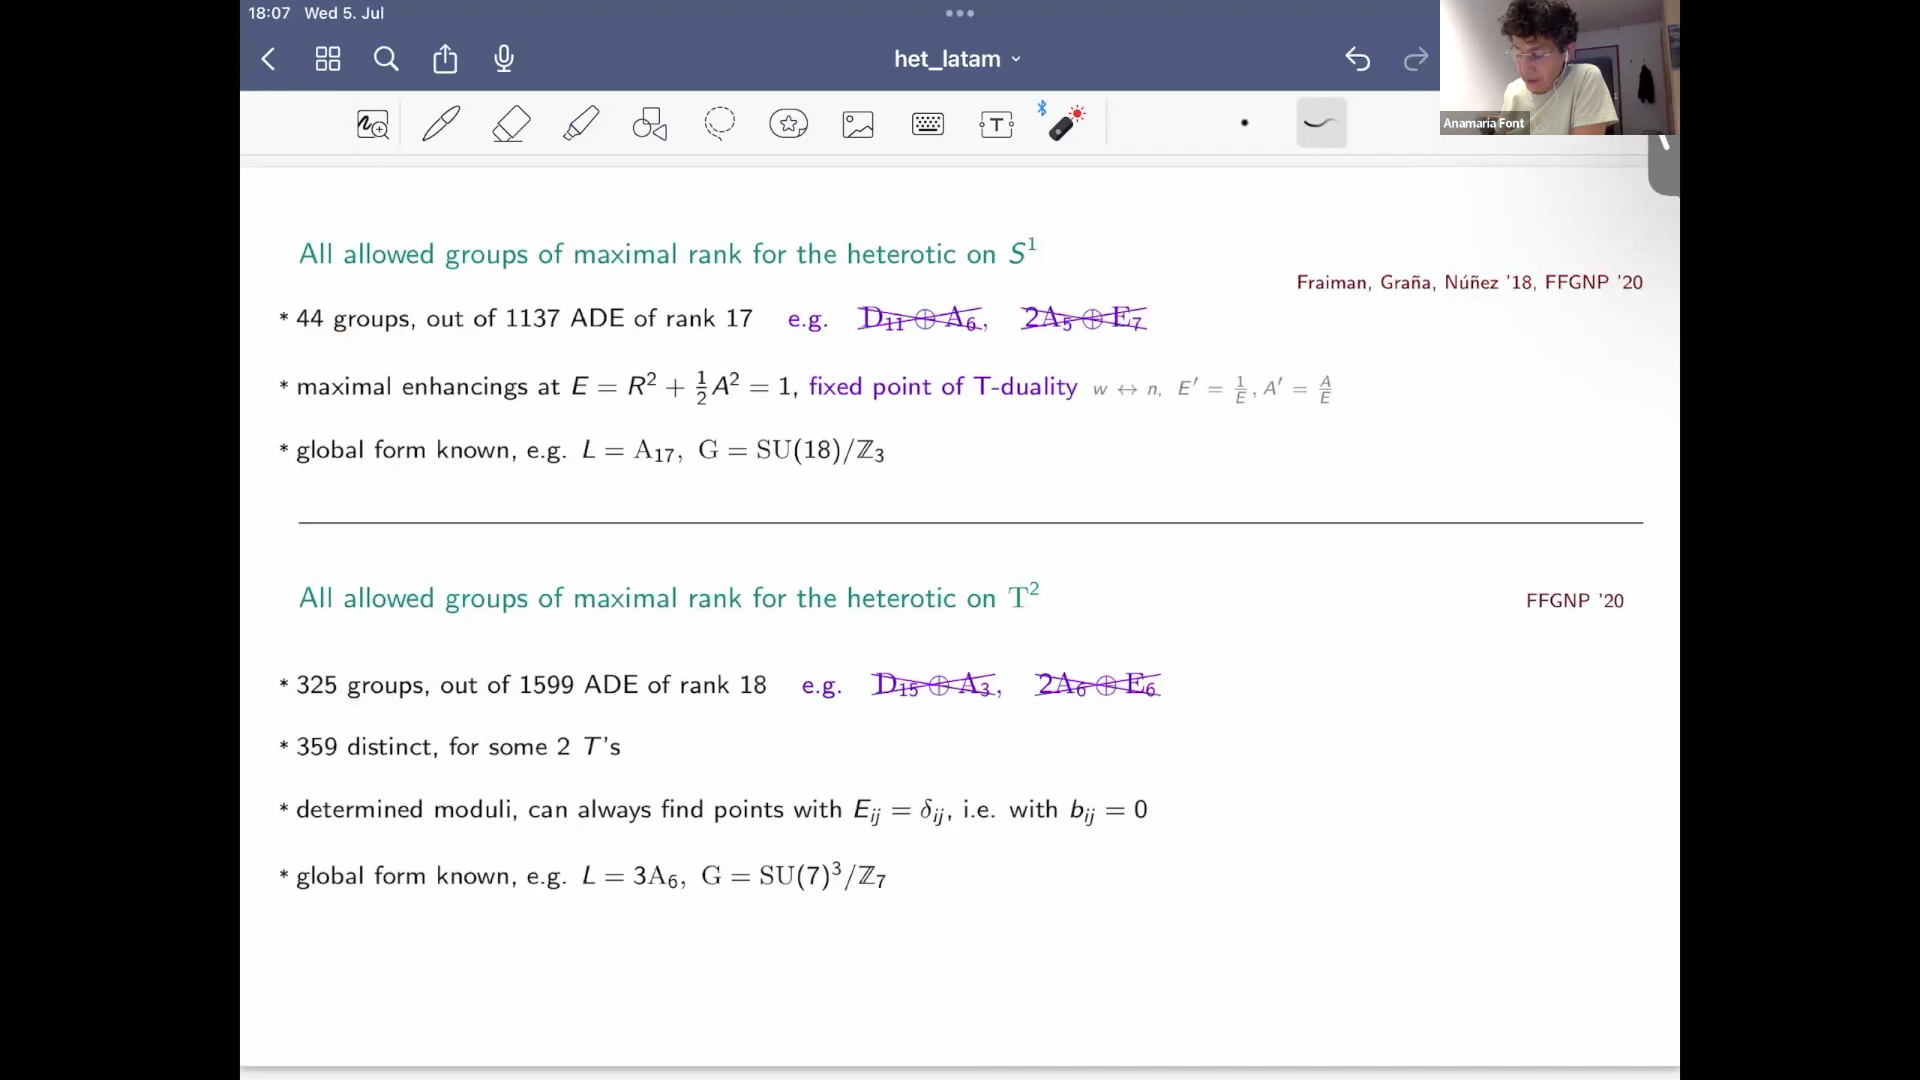 18:07 Wed 5. Jul
het_latam
Anamaria Font
All allowed groups of maximal rank for the heterotic on S¹
Fraiman, Graña, Núñez '18, FFGNP '20
* 44 groups, out of 1137 ADE of rank 17 e.g. D₁₁ ⊕ A₆, 2A₅ ⊕ E₇
* maximal enhancings at E = R² + ½A² = 1, fixed point of T-duality w ↔ n, E′ = 1/E, A′ = A/E
* global form known, e.g. L = A₁₇, G = SU(18)/ℤ₃
All allowed groups of maximal rank for the heterotic on T²
FFGNP '20
* 325 groups, out of 1599 ADE of rank 18 e.g. D₁₅ ⊕ A₃, 2A₆ ⊕ E₆
* 359 distinct, for some 2 T's
* determined moduli, can always find points with Eᵢⱼ = δᵢⱼ, i.e. with bᵢⱼ = 0
* global form known, e.g. L = 3A₆, G = SU(7)³/ℤ₇